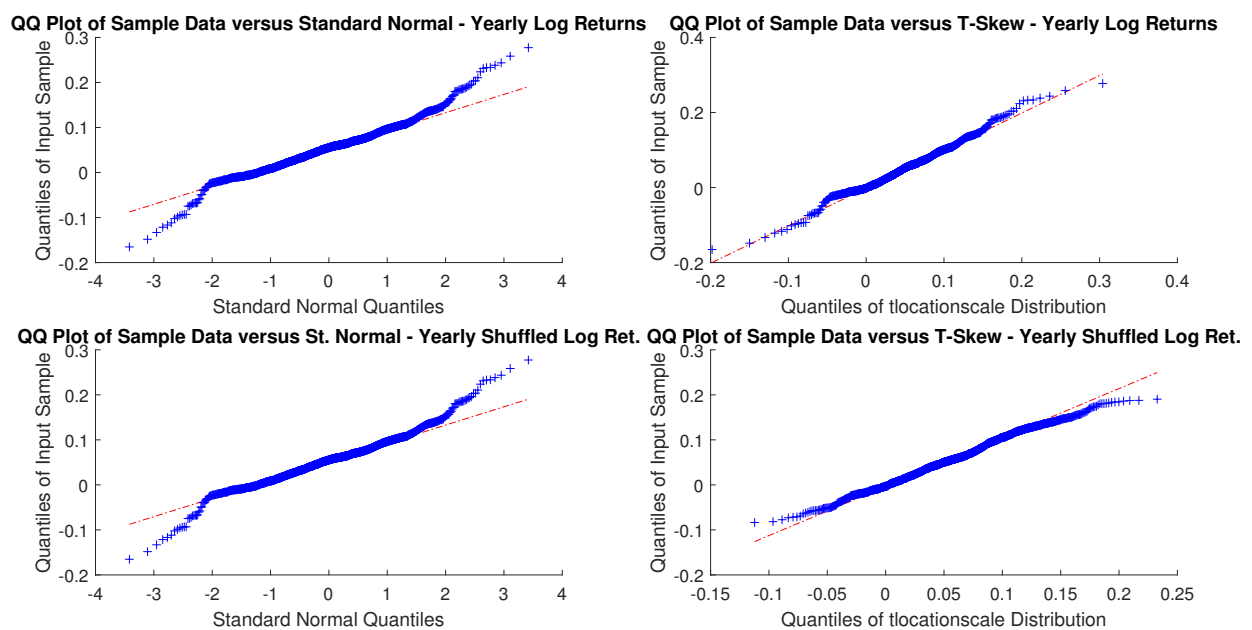 QQ Plot of Sample Data versus Standard Normal - Yearly Log Returns
0.3
0.2
0.1
0
-0.1
-0.2
Quantiles of Input Sample
-4 -3 -2 -1 0 1 2 3 4
Standard Normal Quantiles
QQ Plot of Sample Data versus T-Skew - Yearly Log Returns
0.4
0.2
0
-0.2
Quantiles of Input Sample
-0.2 -0.1 0 0.1 0.2 0.3 0.4
Quantiles of tlocationscale Distribution
QQ Plot of Sample Data versus St. Normal - Yearly Shuffled Log Ret.
0.3
0.2
0.1
0
-0.1
-0.2
Quantiles of Input Sample
-4 -3 -2 -1 0 1 2 3 4
Standard Normal Quantiles
QQ Plot of Sample Data versus T-Skew - Yearly Shuffled Log Ret.
0.3
0.2
0.1
0
-0.1
-0.2
Quantiles of Input Sample
-0.15 -0.1 -0.05 0 0.05 0.1 0.15 0.2 0.25
Quantiles of tlocationscale Distribution